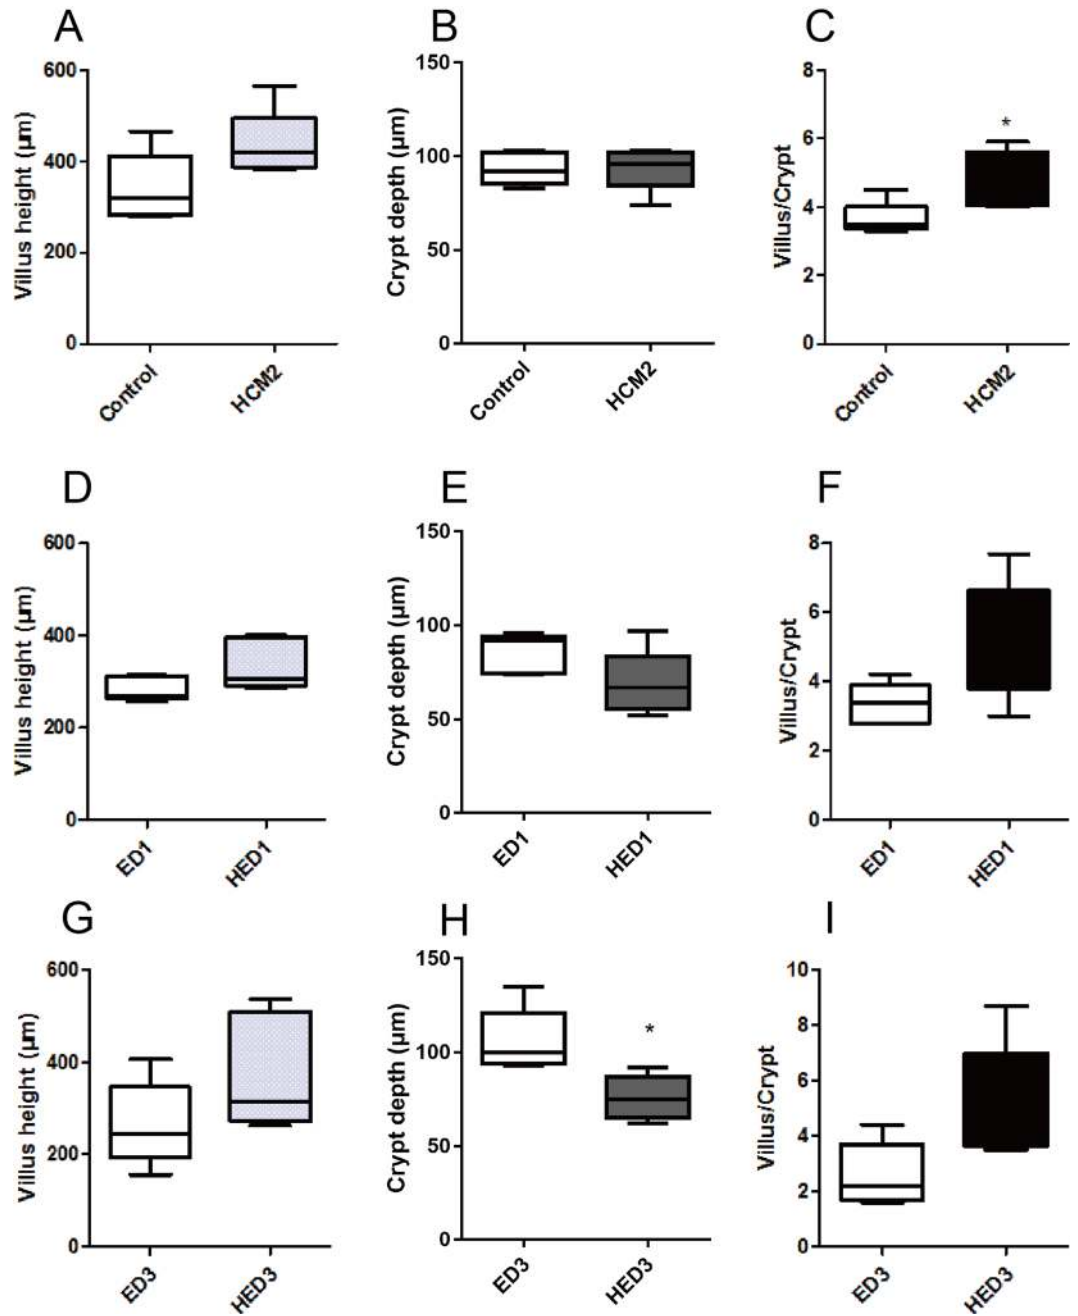 A
B
C
Villus height (µm)
600
400
200
0
Control
HCM2
Crypt depth (µm)
150
100
50
0
Control
HCM2
Villus/Crypt
8
6
4
2
0
*
Control
HCM2
D
E
F
Villus height (µm)
600
400
200
0
ED1
HED1
Crypt depth (µm)
150
100
50
0
ED1
HED1
Villus/Crypt
8
6
4
2
0
ED1
HED1
G
H
I
Villus height (µm)
600
400
200
0
ED3
HED3
Crypt depth (µm)
150
100
50
0
*
ED3
HED3
Villus/Crypt
10
8
6
4
2
0
ED3
HED3